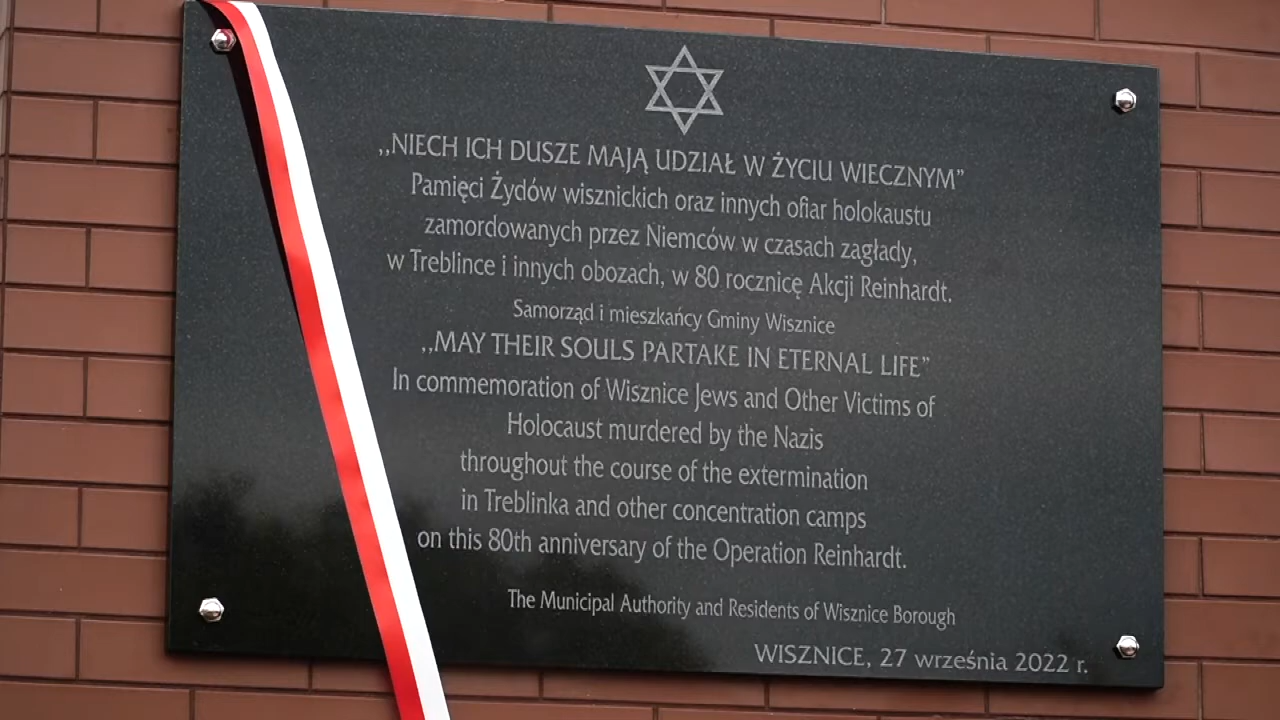 ,,NIECH ICH DUSZE MAJĄ UDZIAŁ W ŻYCIU WIECZNYM”
Pamięci Żydów wisznickich oraz innych ofiar holokaustu
zamordowanych przez Niemców w czasach zagłady,
w Treblince i innych obozach, w 80 rocznicę Akcji Reinhardt.
Samorząd i mieszkańcy Gminy Wisznice
,,MAY THEIR SOULS PARTAKE IN ETERNAL LIFE”
In commemoration of Wisznice Jews and Other Victims of
Holocaust murdered by the Nazis
throughout the course of the extermination
in Treblinka and other concentration camps
on this 80th anniversary of the Operation Reinhardt.
The Municipal Authority and Residents of Wisznice Borough
WISZNICE, 27 września 2022 r.